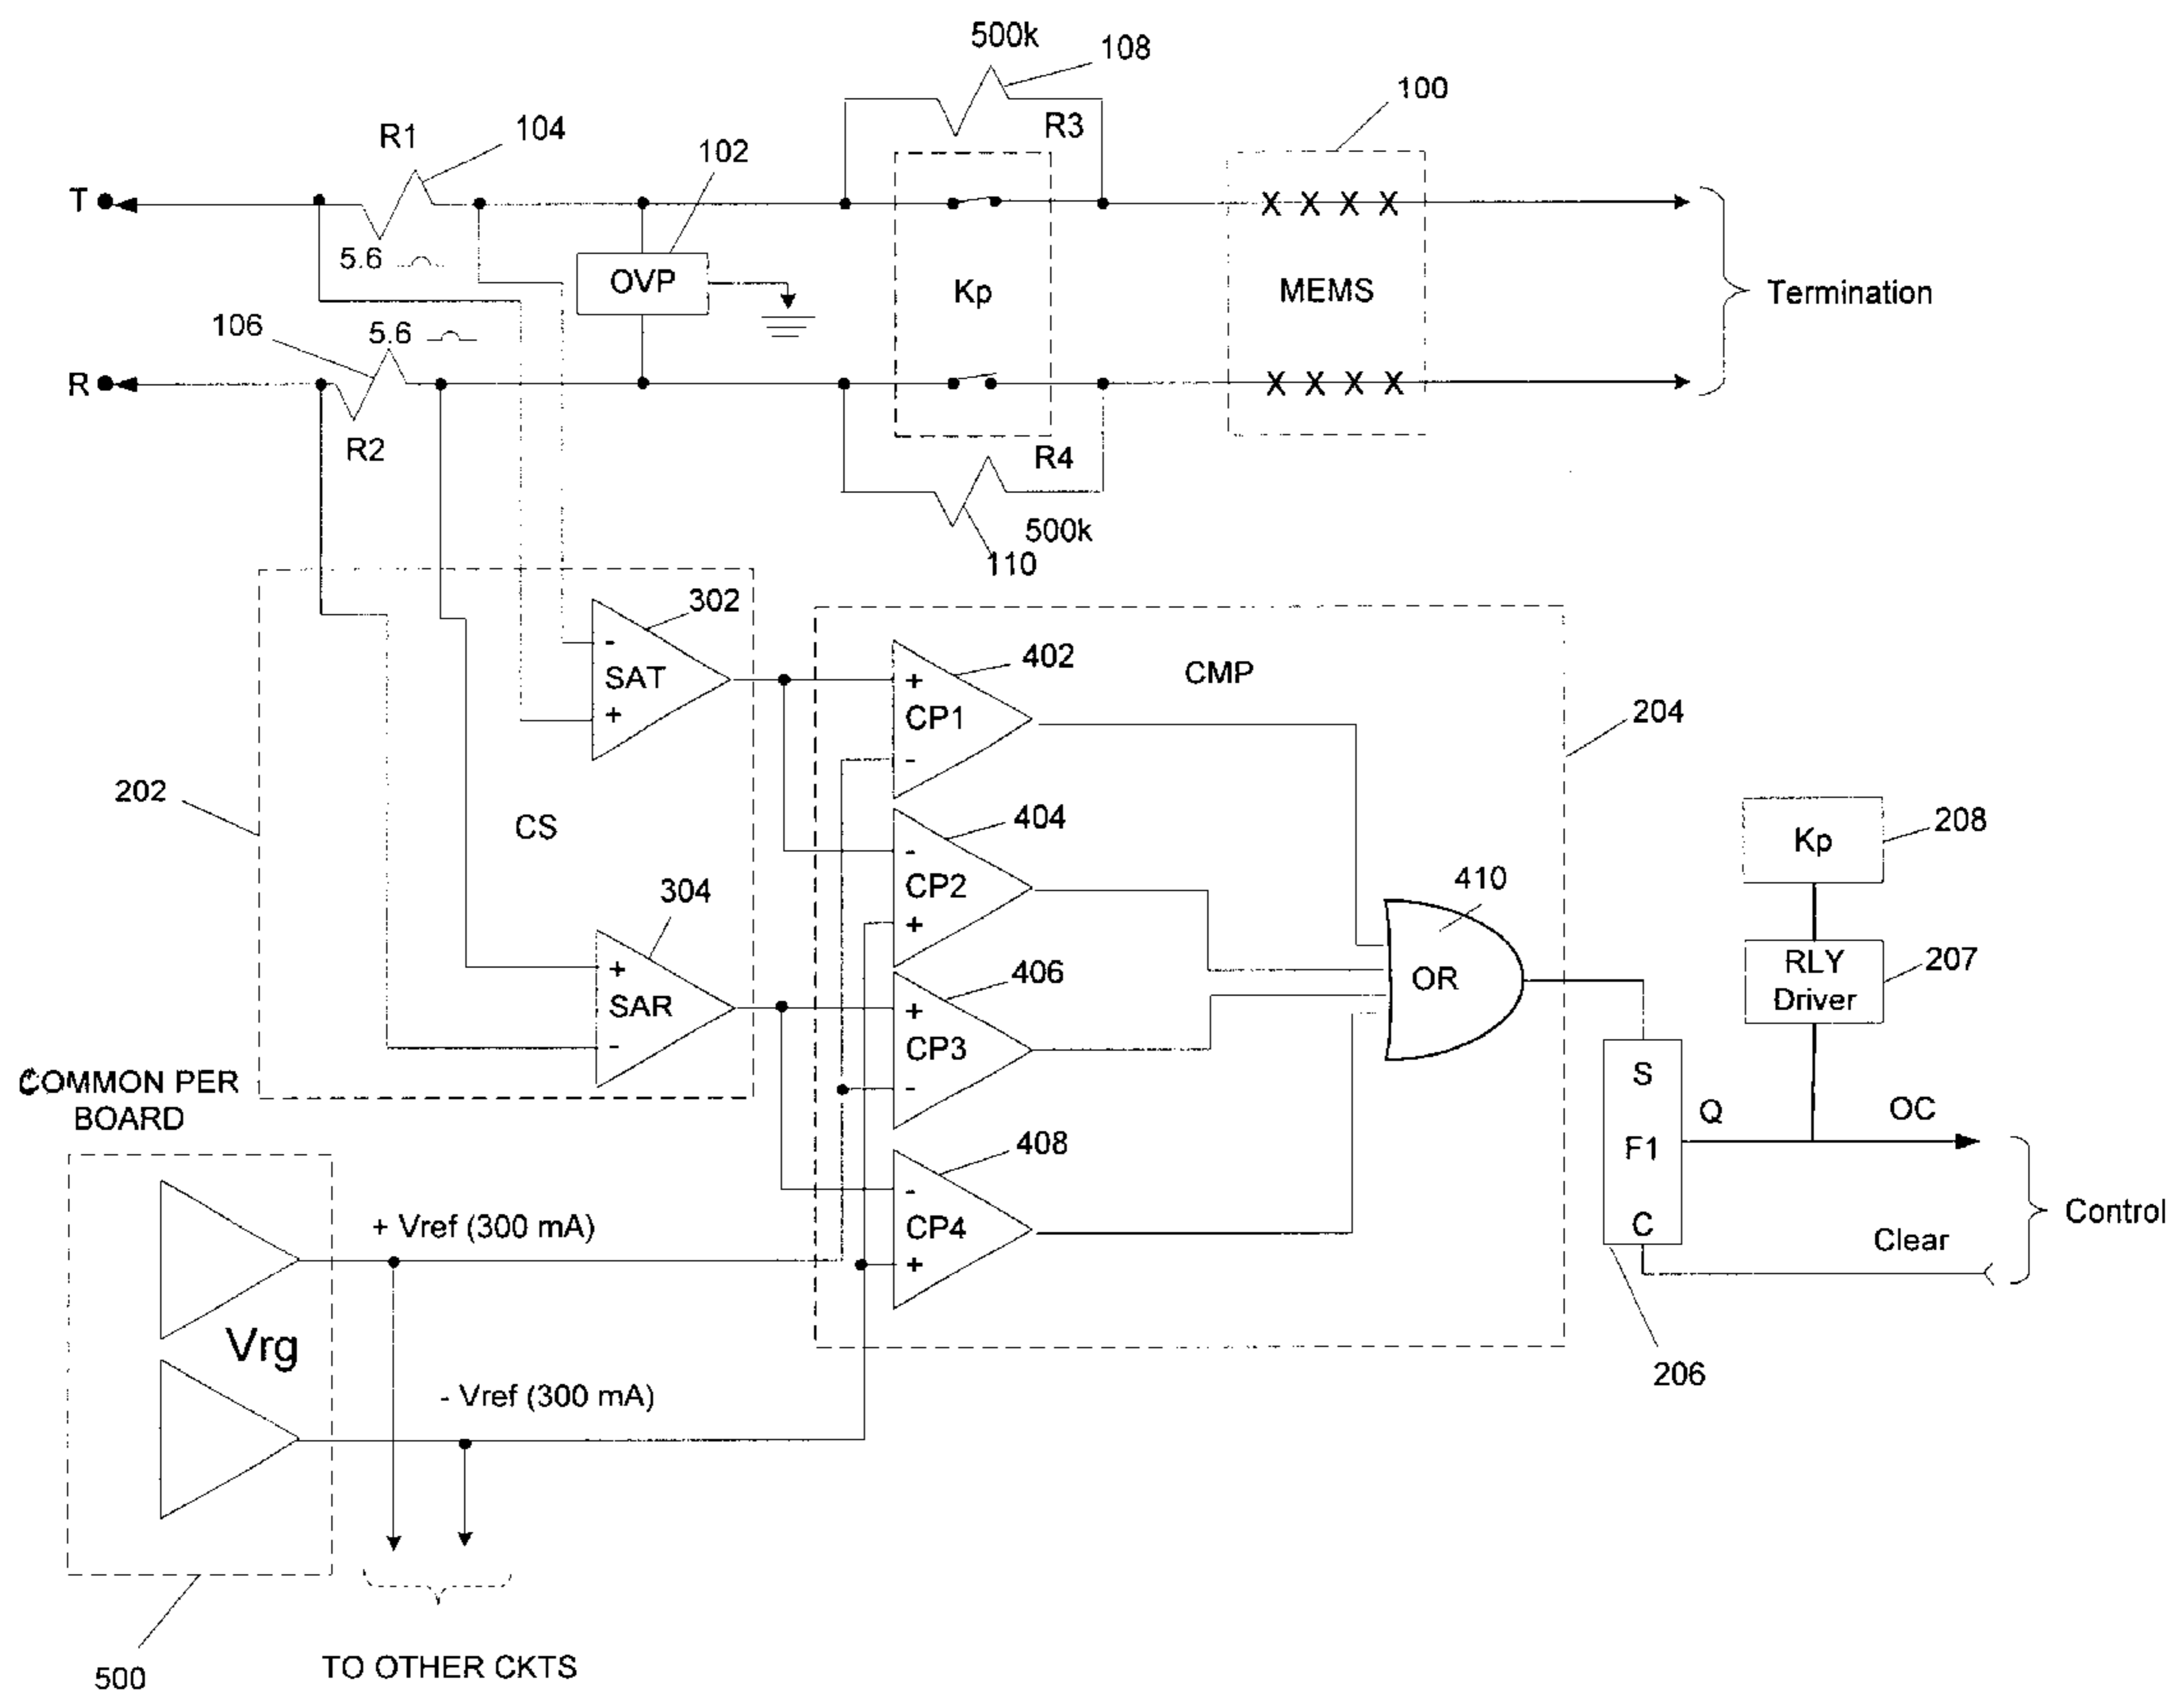 500k
108
R3
100
R1
104
102
T
5.6
OVP
Kp
X X X X
MEMS
Termination
106
5.6
R
R2
X X X X
R4
500k
110
302
-
SAT
+
402
CMP
+
CP1
-
204
202
CS
404
-
CP2
+
Kp
208
304
410
+
SAR
-
406
+
CP3
-
OR
RLY
Driver
207
COMMON PER
BOARD
S
F1
C
Q
OC
408
-
CP4
+
Clear
Control
+ Vref (300 mA)
Vrg
206
- Vref (300 mA)
500
TO OTHER CKTS